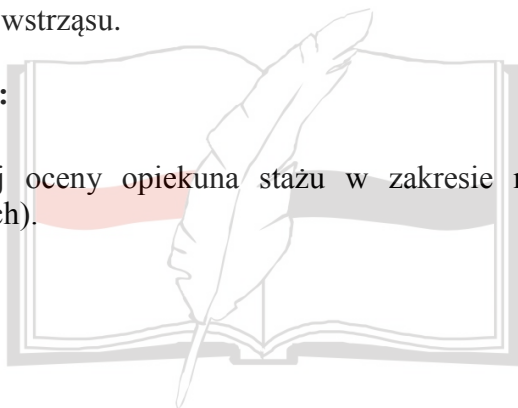 wstrząsu.
:
j oceny opiekuna stażu w zakresie
ch).